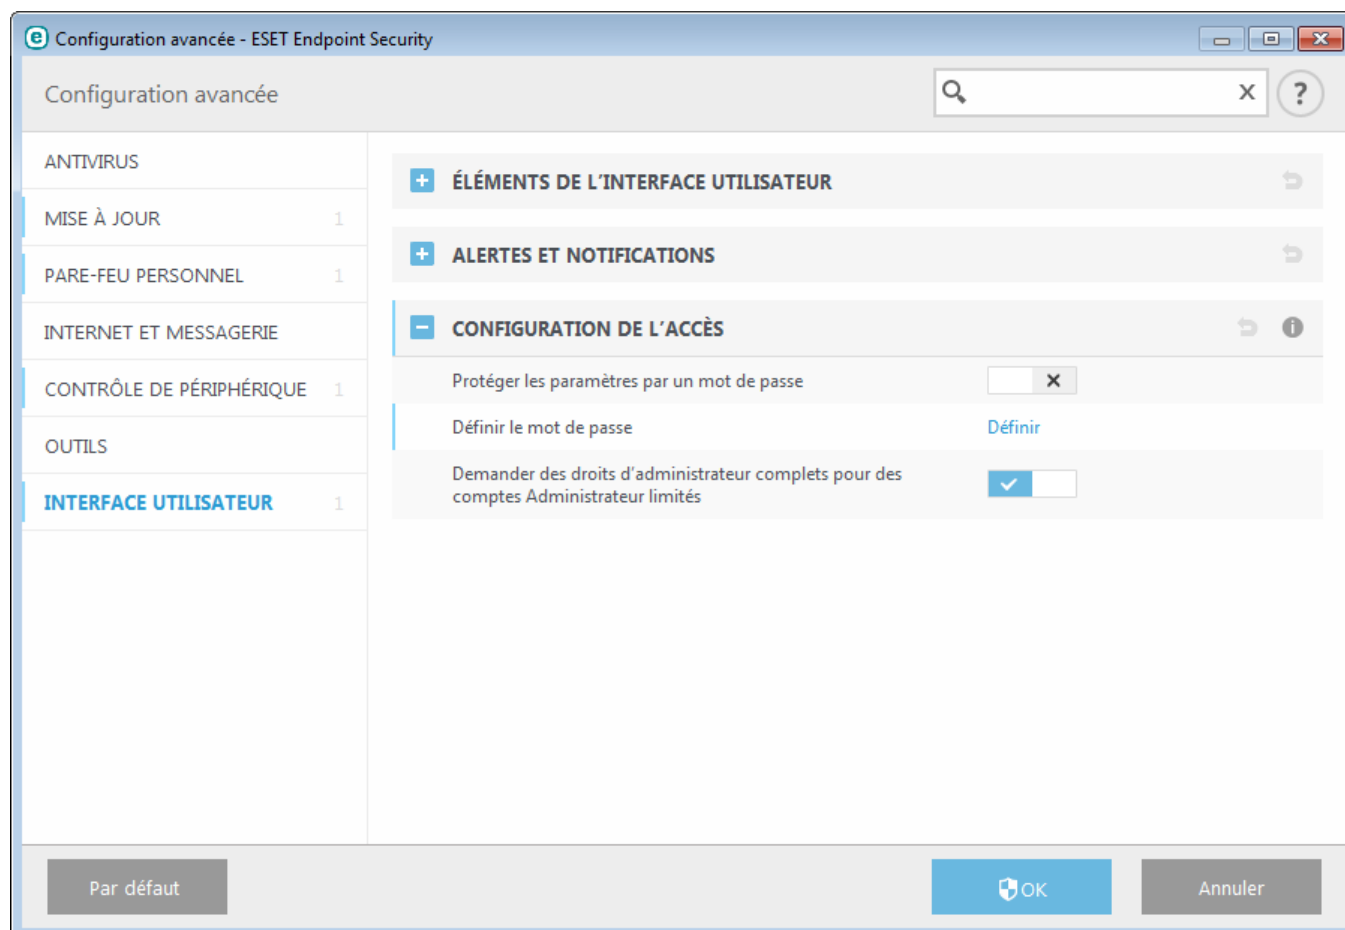 Configuration avancée - ESET Endpoint Security
Configuration avancée
ANTIVIRUS
MISE À JOUR 1
PARE-FEU PERSONNEL 1
INTERNET ET MESSAGERIE
CONTRÔLE DE PÉRIPHÉRIQUE 1
OUTILS
INTERFACE UTILISATEUR 1
ÉLÉMENTS DE L'INTERFACE UTILISATEUR
ALERTES ET NOTIFICATIONS
CONFIGURATION DE L'ACCÈS
Protéger les paramètres par un mot de passe
Définir le mot de passe Définir
Demander des droits d'administrateur complets pour des
comptes Administrateur limités
Par défaut
OK
Annuler